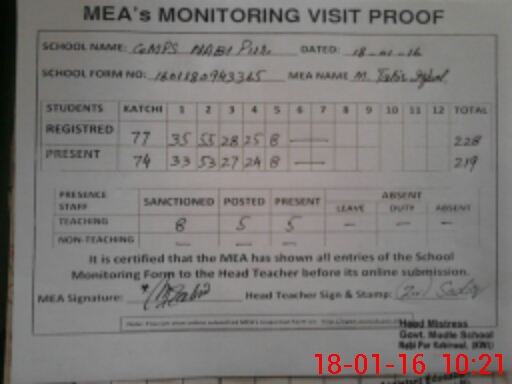 MEA's MONITORING VISIT PROOF
SCHOOL NAME: GMPS NABI PUR DATED: 18-01-16
SCHOOL FORM NO: MEA NAME M.
STUDENTS KATCHI 1 2 3 4 5 6 7 8 9 10 11 12 TOTAL
REGISTRED 77 35 55 28 25 8 — 228
PRESENT 74 33 53 27 24 8 — 219
PRESENCE STAFF SANCTIONED POSTED PRESENT ABSENT
LEAVE DUTY ABSENT
TEACHING 8 5 5 — — —
NON-TEACHING — — —
It is certified that the MEA has shown all entries of the School
Monitoring Form to the Head Teacher before its online submission.
MEA Signature: Head Teacher Sign & Stamp:
Head Mistress
Govt. Modle School
18-01-16 10:21